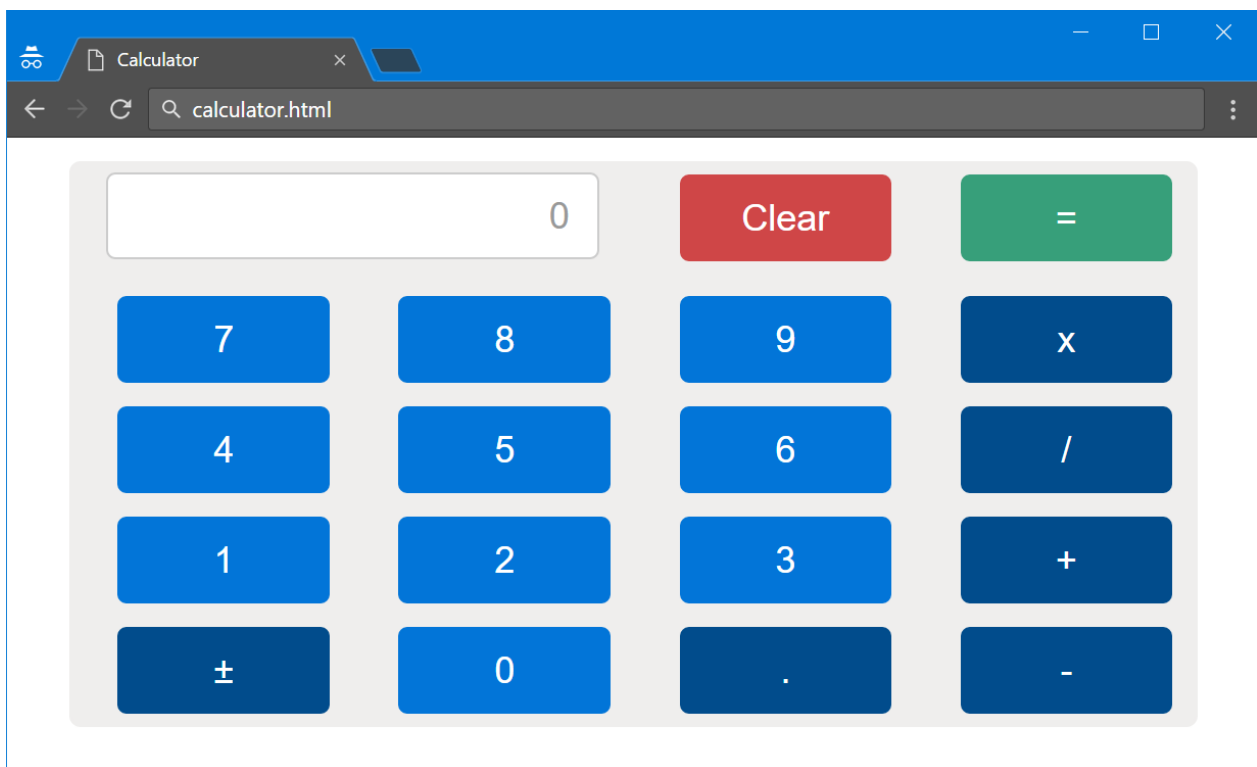 Calculator
calculator.html
0 Clear =
7 8 9 x
4 5 6 /
1 2 3 +
± 0 . -